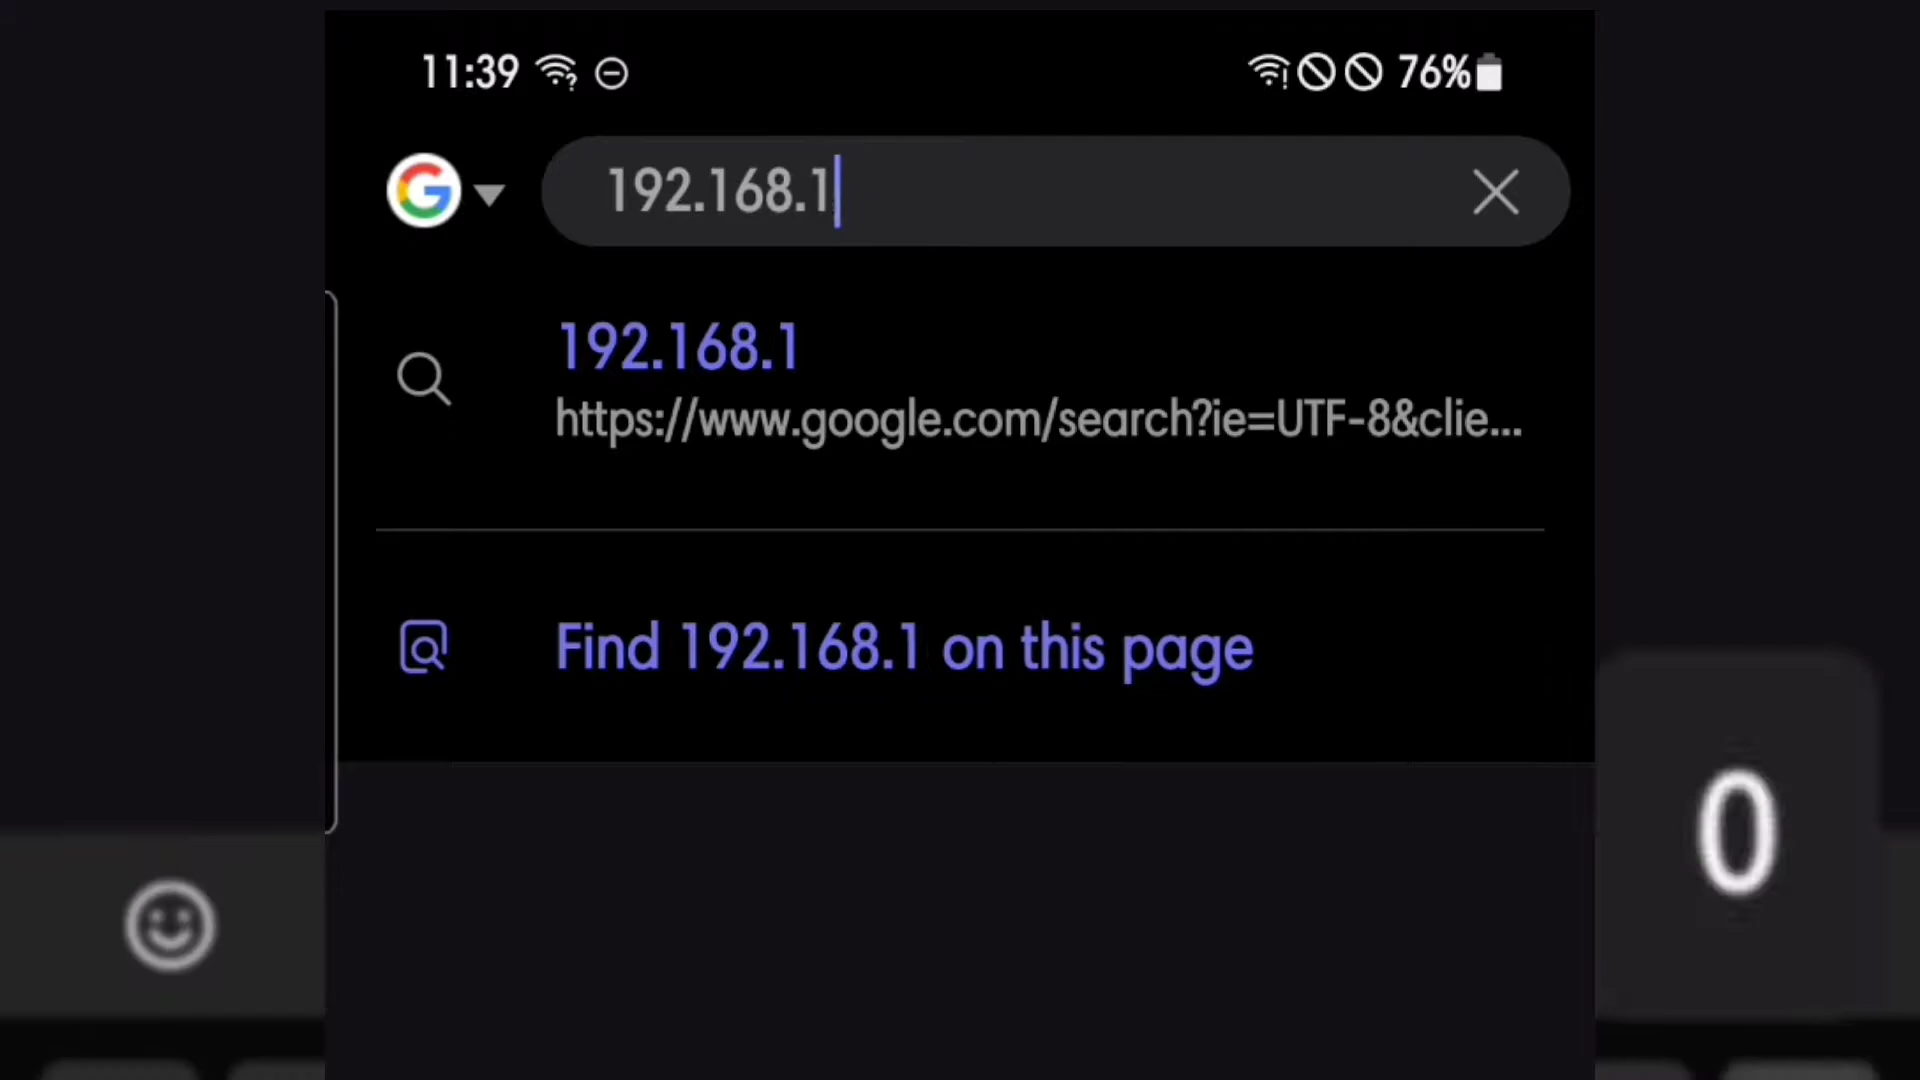 11:39 76%
192.168.1
192.168.1
https://www.google.com/search?ie=UTF-8&clie...
Find 192.168.1 on this page
0